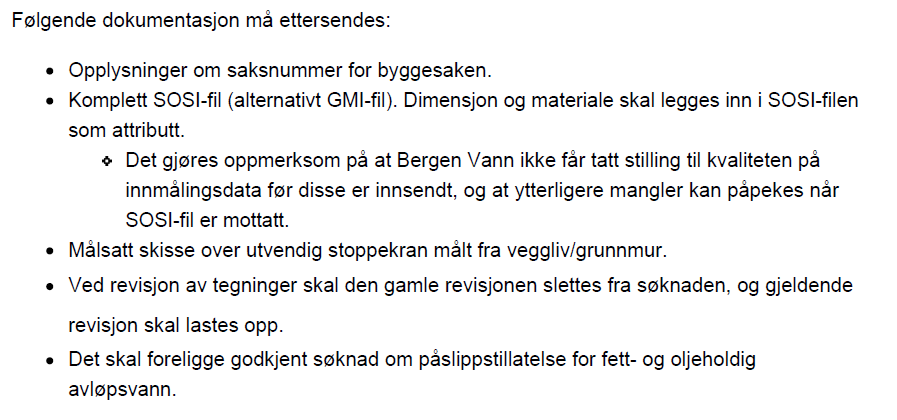 Følgende dokumentasjon må ettersendes:
• Opplysninger om saksnummer for byggesaken.
• Komplett SOSI-fil (alternativt GMI-fil). Dimensjon og materiale skal legges inn i SOSI-filen
som attributt.
❖ Det gjøres oppmerksom på at Bergen Vann ikke får tatt stilling til kvaliteten på
innmålingsdata før disse er innsendt, og at ytterligere mangler kan påpekes når
SOSI-fil er mottatt.
• Målsatt skisse over utvendig stoppekran målt fra veggliv/grunnmur.
• Ved revisjon av tegninger skal den gamle revisjonen slettes fra søknaden, og gjeldende
revisjon skal lastes opp.
• Det skal foreligge godkjent søknad om påslippstillatelse for fett- og oljeholdig
avløpsvann.